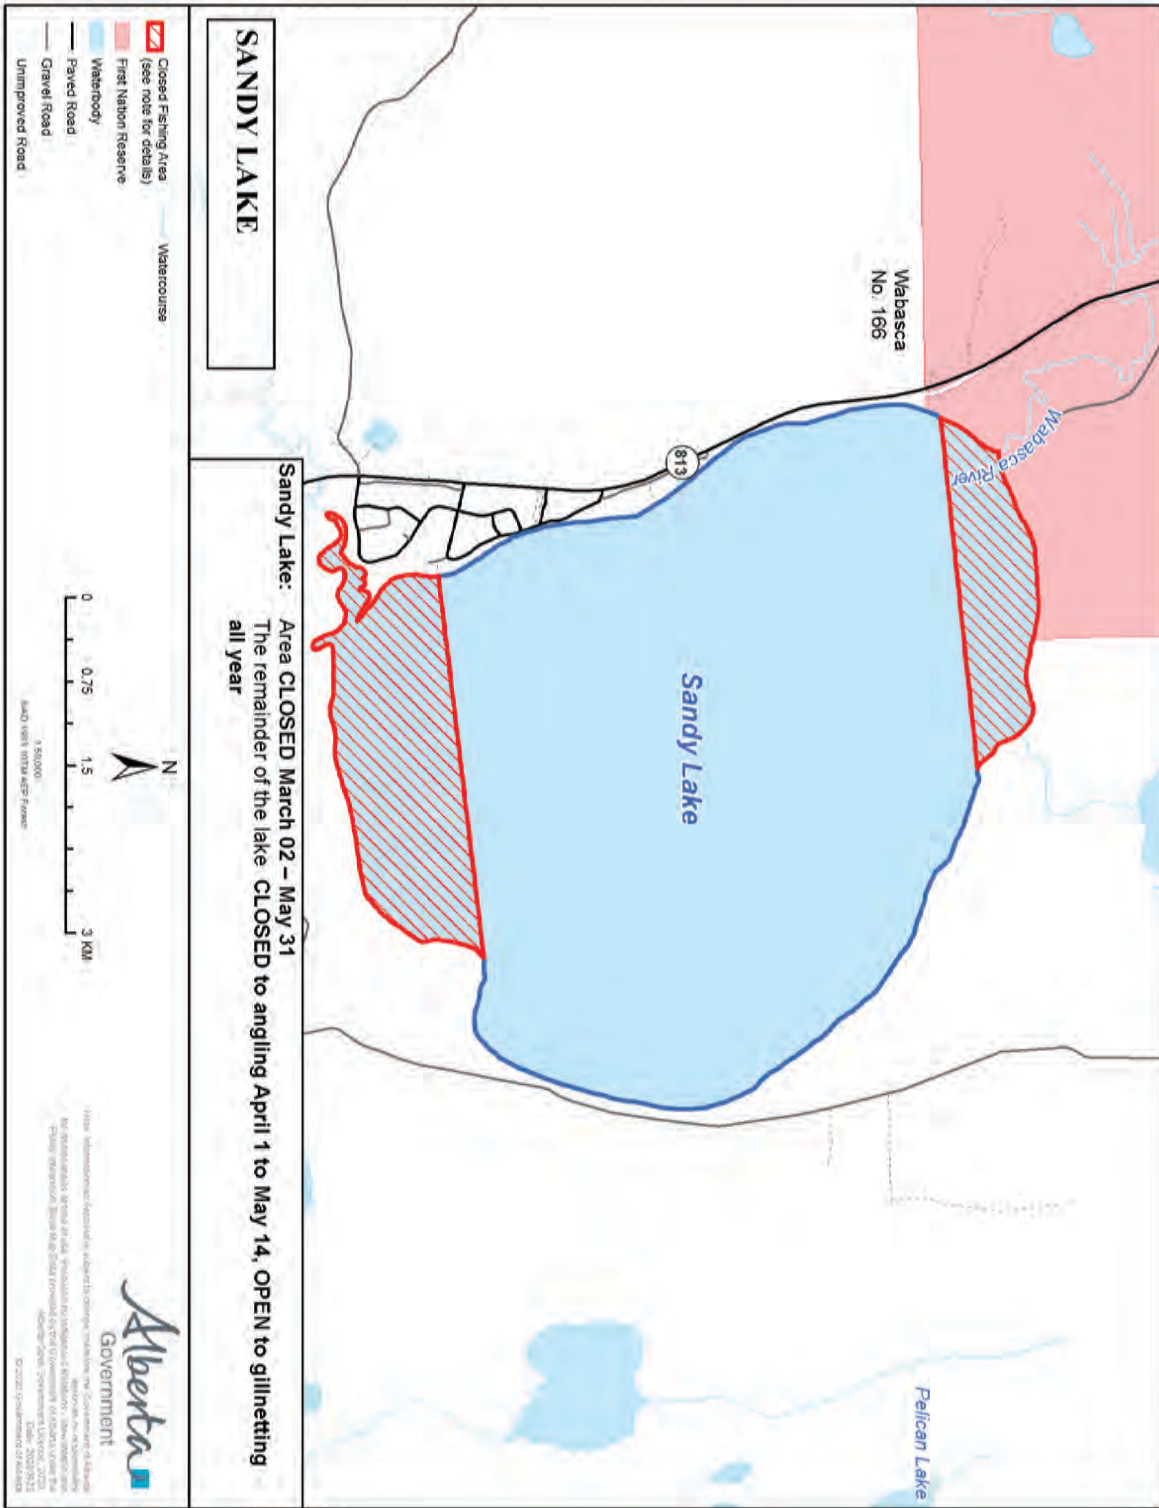 Wabasca
No. 166
Wabasca River
813
Sandy Lake
Pelican Lake
SANDY LAKE
Sandy Lake: Area CLOSED March 02 – May 31
The remainder of the lake CLOSED to angling April 1 to May 14, OPEN to gillnetting
all year
Closed Fishing Area
(see note for details)
First Nation Reserve
Waterbody
Paved Road
Gravel Road
Unimproved Road
Watercourse
N
0 0.75 1.5 3 KM
1:50,000
Alberta
Government